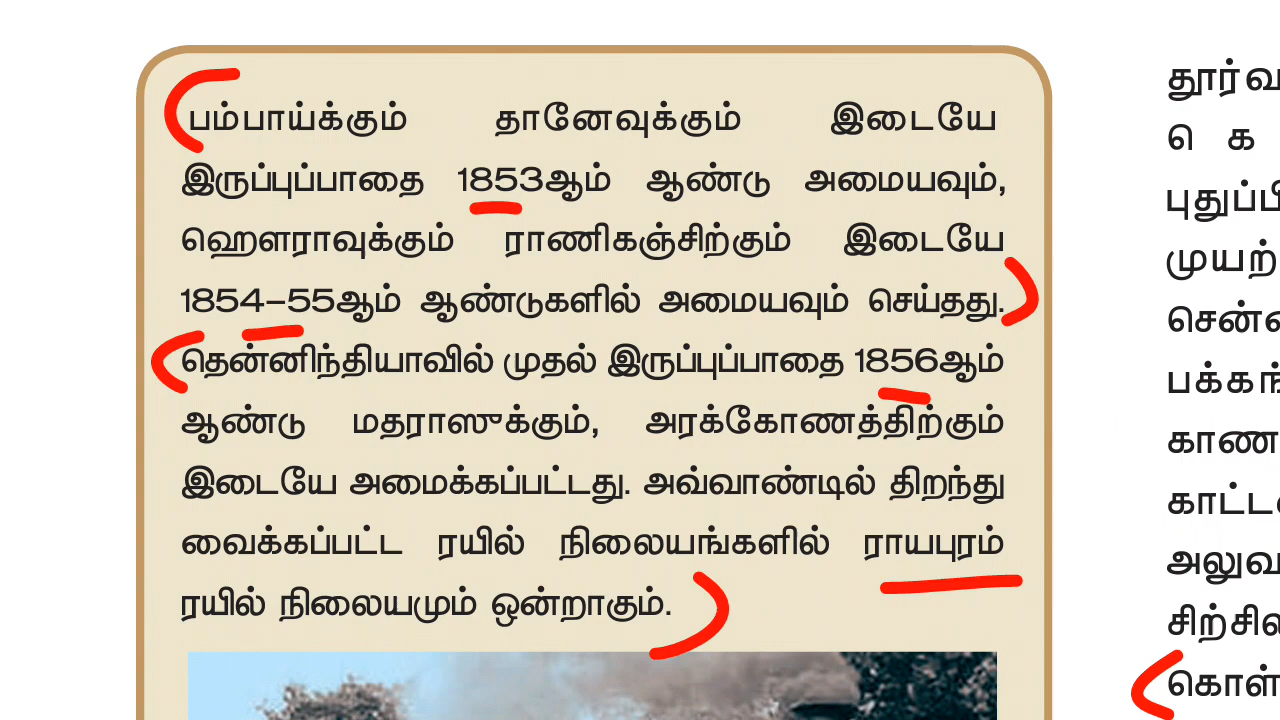 பம்பாய்க்கும் தானேவுக்கும் இடையே
இருப்புப்பாதை 1853ஆம் ஆண்டு அமையவும்,
ஹௌராவுக்கும் ராணிகஞ்சிற்கும் இடையே
1854–55ஆம் ஆண்டுகளில் அமையவும் செய்தது.
தென்னிந்தியாவில் முதல் இருப்புப்பாதை 1856ஆம்
ஆண்டு மதராஸுக்கும், அரக்கோணத்திற்கும்
இடையே அமைக்கப்பட்டது. அவ்வாண்டில் திறந்து
வைக்கப்பட்ட ரயில் நிலையங்களில் ராயபுரம்
ரயில் நிலையமும் ஒன்றாகும்.